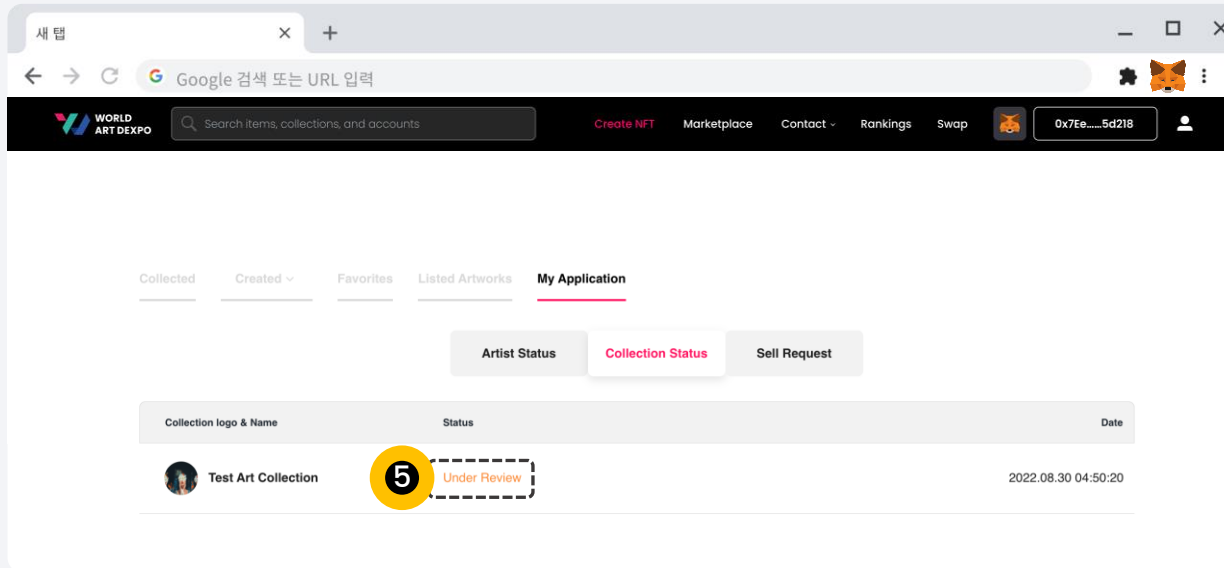 새 탭
Google 검색 또는 URL 입력
WORLD
ART DEXPO
Search items, collections, and accounts
Create NFT
Marketplace
Contact
Rankings
Swap
0x7Ee......5d218
Collected
Created
Favorites
Listed Artworks
My Application
Artist Status
Collection Status
Sell Request
Collection logo & Name
Status
Date
Test Art Collection
5
Under Review
2022.08.30 04:50:20